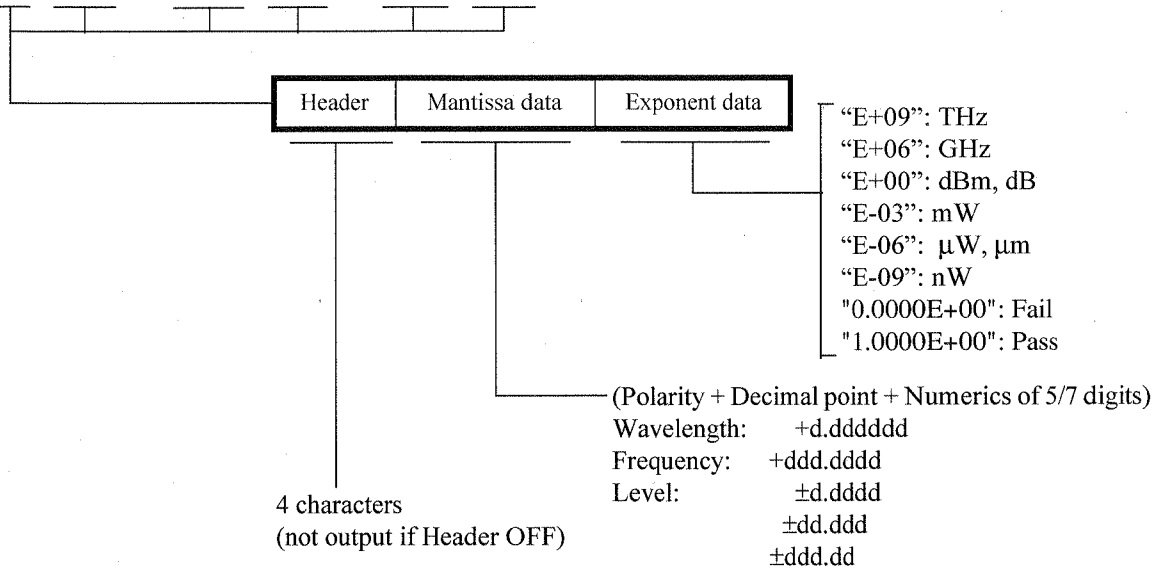 Header Mantissa data Exponent data
“E+09”: THz
“E+06”: GHz
“E+00”: dBm, dB
“E-03”: mW
“E-06”: μW, μm
“E-09”: nW
"0.0000E+00": Fail
"1.0000E+00": Pass
(Polarity + Decimal point + Numerics of 5/7 digits)
Wavelength: +d.dddddd
Frequency: +ddd.dddd
Level: ±d.dddd
±dd.ddd
±ddd.dd
4 characters
(not output if Header OFF)